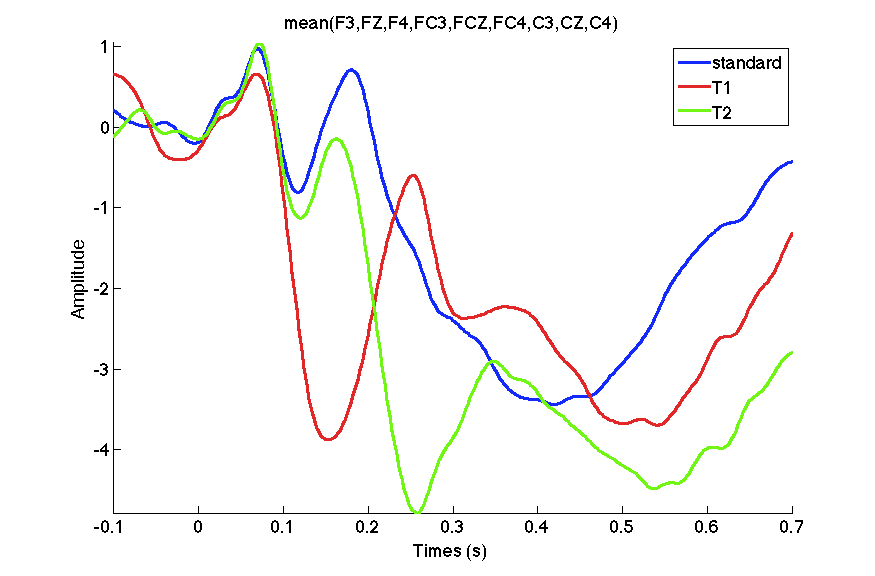 mean(F3,FZ,F4,FC3,FCZ,FC4,C3,CZ,C4)
standard
T1
T2
1
0
-1
-2
-3
-4
Amplitude
-0.1
0
0.1
0.2
0.3
0.4
0.5
0.6
0.7
Times (s)